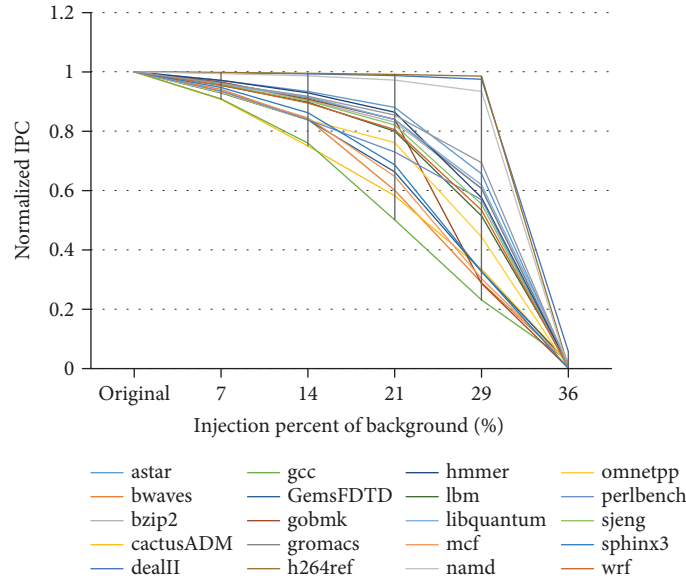 1.2
1
0.8
0.6
0.4
0.2
0
Normalized IPC
Original 7 14 21 29 36
Injection percent of background (%)
astar gcc hmmer omnetpp
bwaves GemsFDTD lbm perlbench
bzip2 gobmk libquantum sjeng
cactusADM gromacs mcf sphinx3
dealII h264ref namd wrf